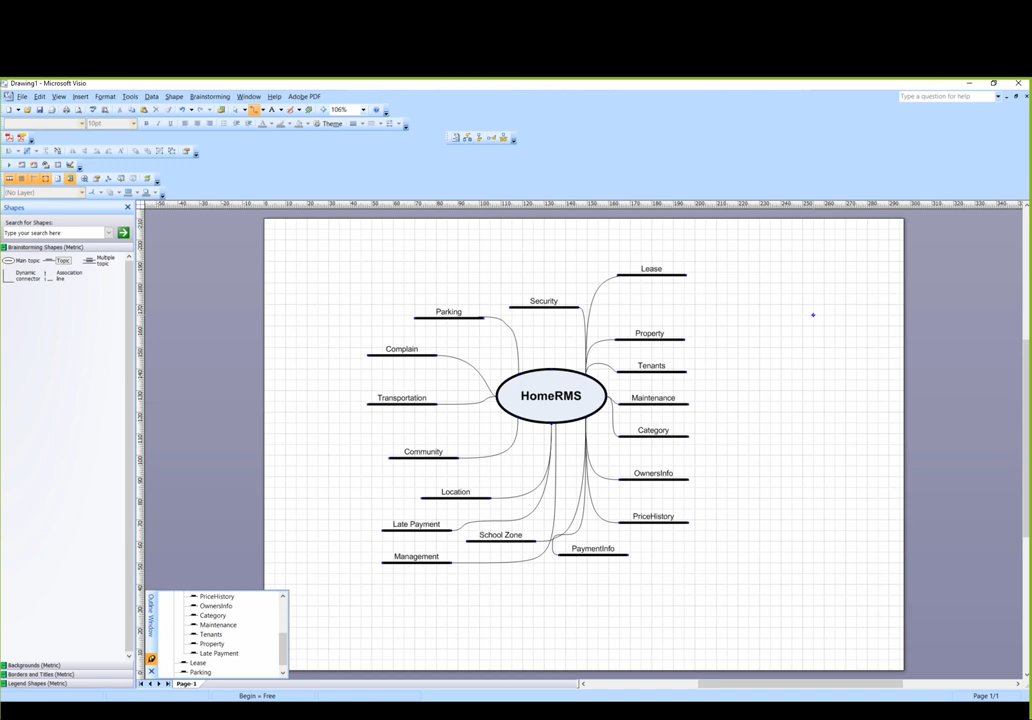 Drawing1 - Microsoft Visio
File Edit View Insert Format Tools Data Shape Brainstorming Window Help Adobe PDF
Type a question for help
106%
10pt
Theme
{No Layer}
Shapes
Search for Shapes:
Type your search here
Brainstorming Shapes (Metric)
Main topic
Topic
Multiple topic
Dynamic connector
Association line
Lease
Security
Parking
Property
Complain
Tenants
HomeRMS
Transportation
Maintenance
Category
Community
OwnersInfo
Location
PriceHistory
Late Payment
School Zone
PaymentInfo
Management
Outline Window
PriceHistory
OwnersInfo
Category
Maintenance
Tenants
Property
Late Payment
Lease
Parking
Backgrounds (Metric)
Borders and Titles (Metric)
Legend Shapes (Metric)
Page-1
Begin + Free
Page 1/1